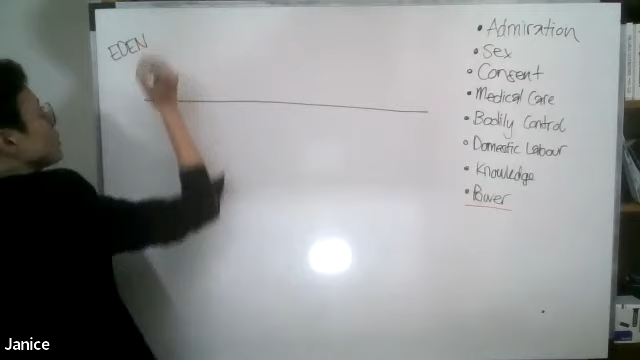 EDEN
• Admiration
• Sex
• Consent
• Medical Care
• Bodily Control
• Domestic Labour
• Knowledge
• Power
Janice